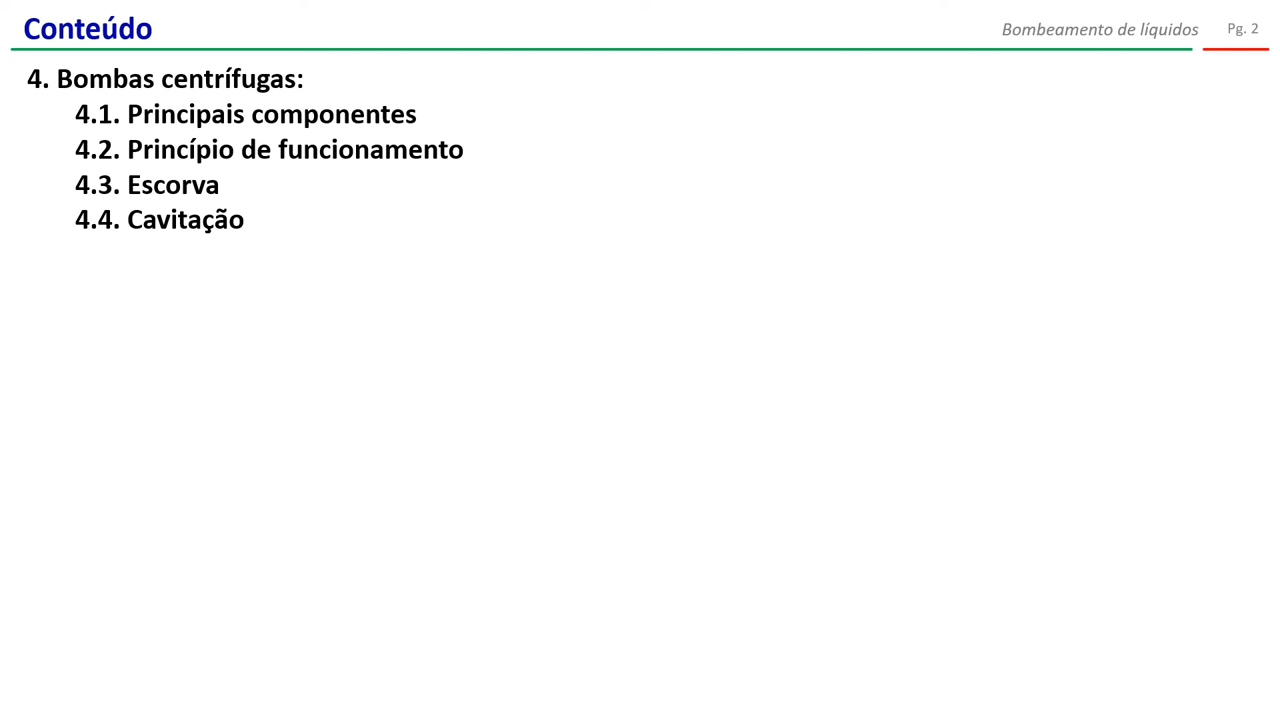 Conteúdo
Bombeamento de líquidos
Pg. 2
4. Bombas centrífugas:
4.1. Principais componentes
4.2. Princípio de funcionamento
4.3. Escorva
4.4. Cavitação